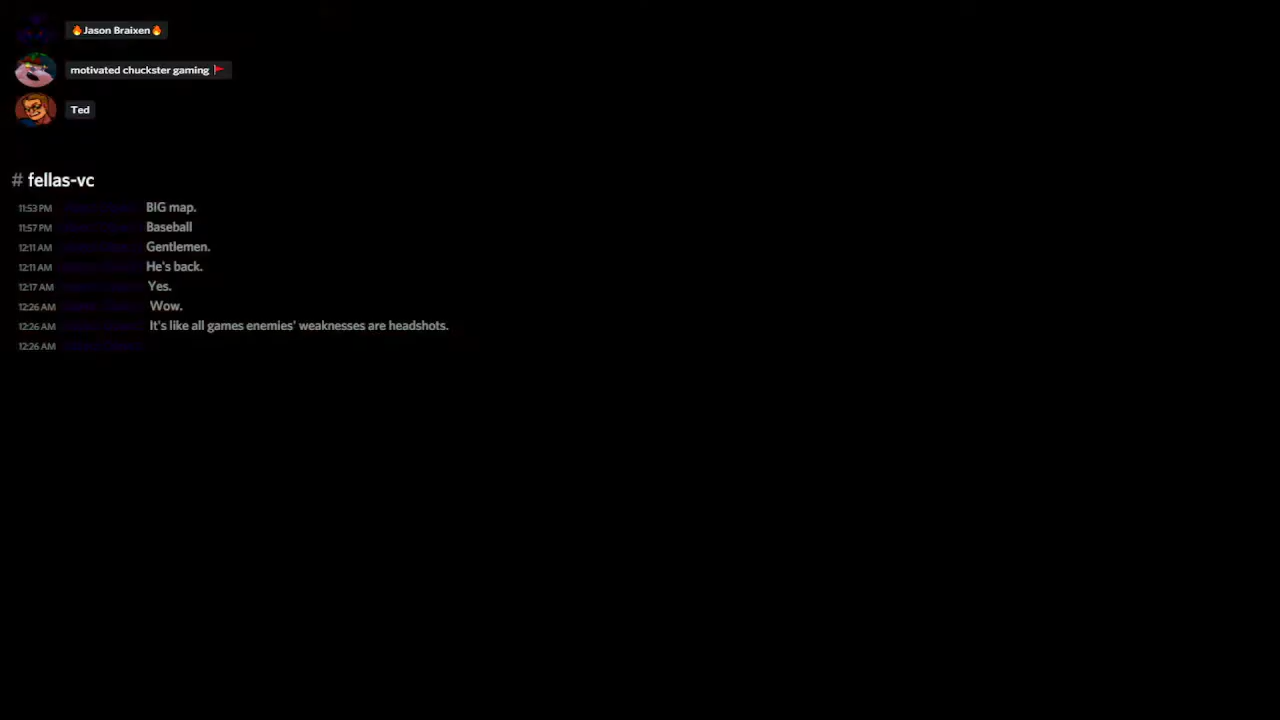 🔥Jason Braixen🔥
motivated chuckster gaming 🚩
Ted
# fellas-vc
11:53 PM BIG map.
11:57 PM Baseball
12:11 AM Gentlemen.
12:11 AM He's back.
12:17 AM Yes.
12:26 AM Wow.
12:26 AM It's like all games enemies' weaknesses are headshots.
12:26 AM